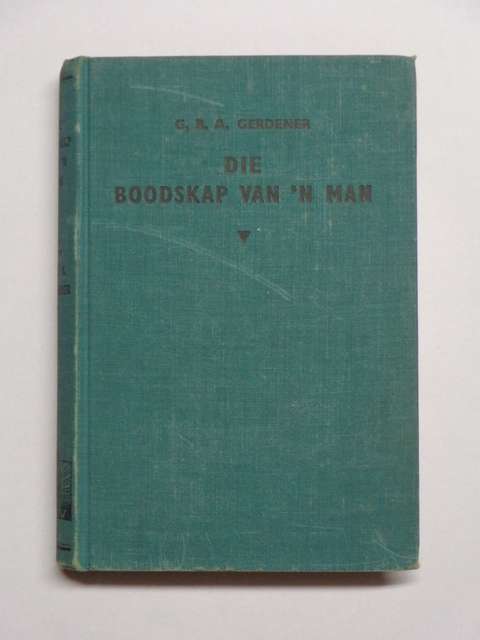 G. B. A. GERDENER
DIE
BOODSKAP VAN 'N MAN